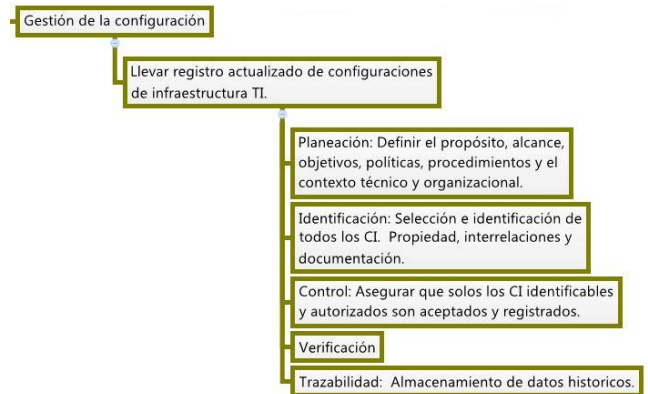 Gestión de la configuración
Llevar registro actualizado de configuraciones
de infraestructura TI.
Planeación: Definir el propósito, alcance,
objetivos, políticas, procedimientos y el
contexto técnico y organizacional.
Identificación: Selección e identificación de
todos los CI. Propiedad, interrelaciones y
documentación.
Control: Asegurar que solos los CI identificables
y autorizados son aceptados y registrados.
Verificación
Trazabilidad: Almacenamiento de datos historicos.